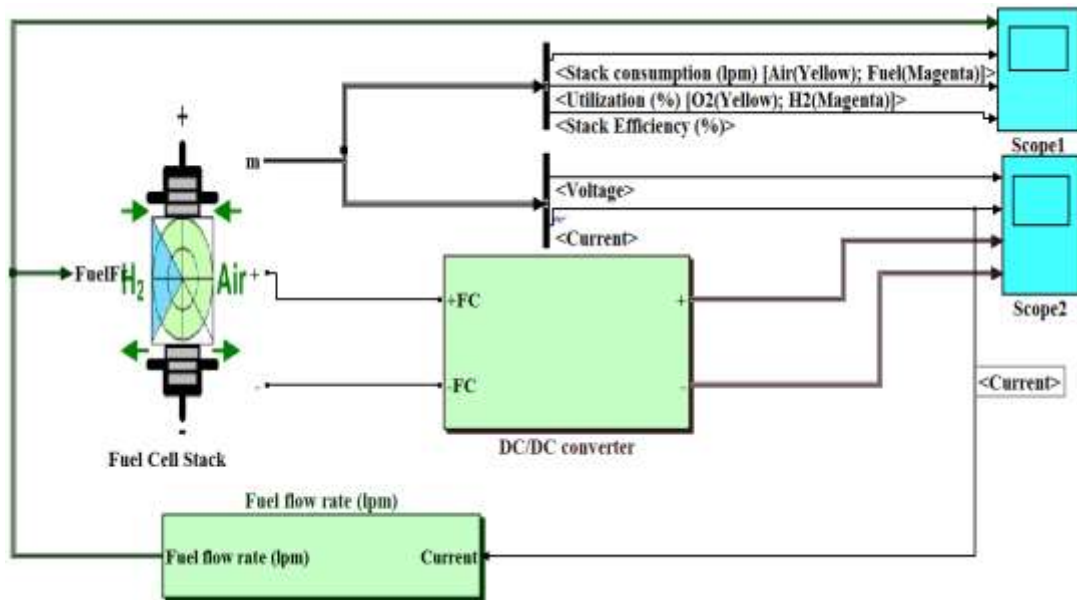 <Stack consumption (lpm) [Air(Yellow); Fuel(Magenta)]>
<Utilization (%) [O2(Yellow); H2(Magenta)]>
<Stack Efficiency (%)>
Scope1
+
m
<Voltage>
<Current>
FuelFl
H2
Air
+
+FC
+
Scope2
-
-FC
-
<Current>
-
DC/DC converter
Fuel Cell Stack
Fuel flow rate (lpm)
Fuel flow rate (lpm)
Current